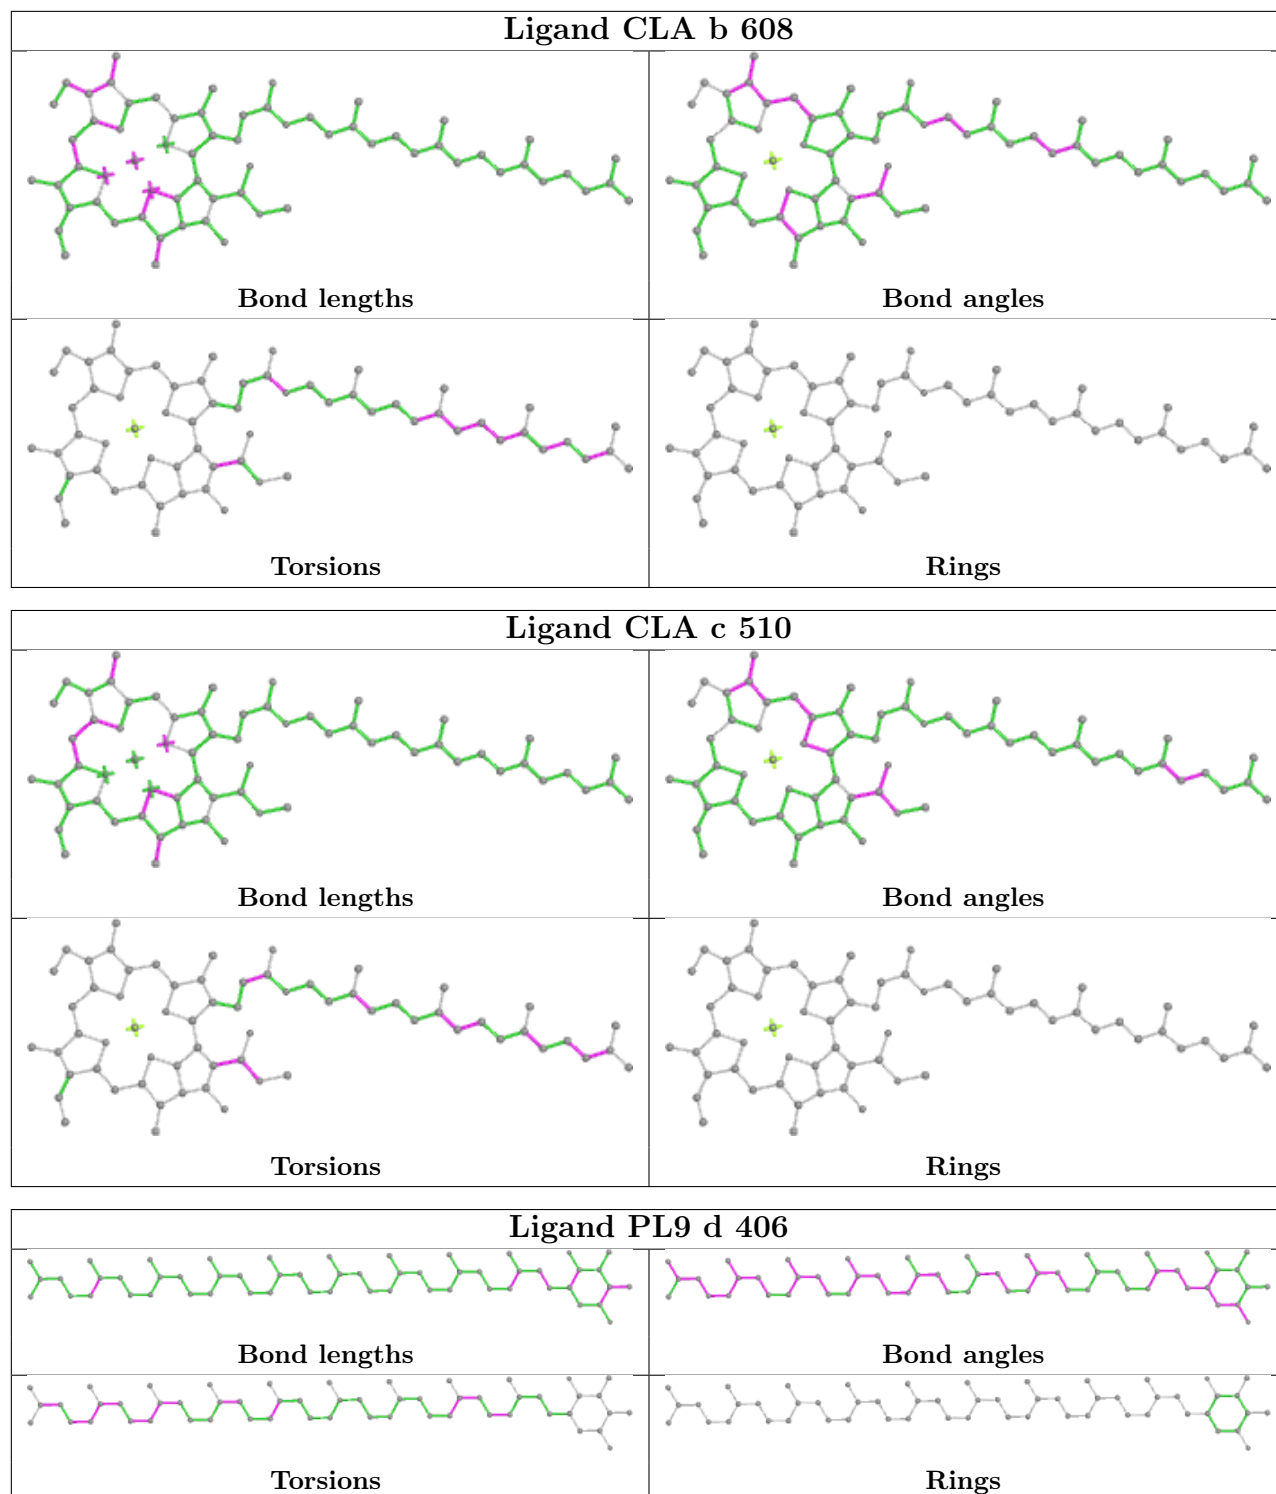 Ligand CLA b 608
Bond lengths
Bond angles
Torsions
Rings
Ligand CLA c 510
Bond lengths
Bond angles
Torsions
Rings
Ligand PL9 d 406
Bond lengths
Bond angles
Torsions
Rings